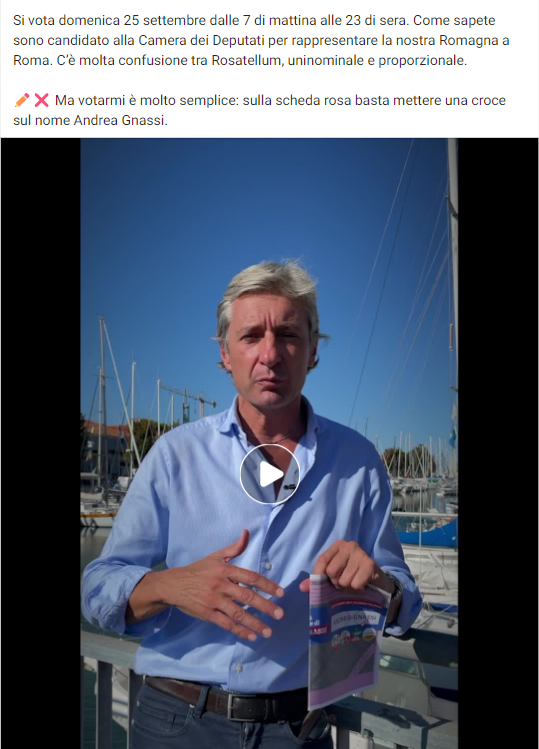 Si vota domenica 25 settembre dalle 7 di mattina alle 23 di sera. Come sapete
sono candidato alla Camera dei Deputati per rappresentare la nostra Romagna a
Roma. C’è molta confusione tra Rosatellum, uninominale e proporzionale.
✏️❌ Ma votarmi è molto semplice: sulla scheda rosa basta mettere una croce
sul nome Andrea Gnassi.